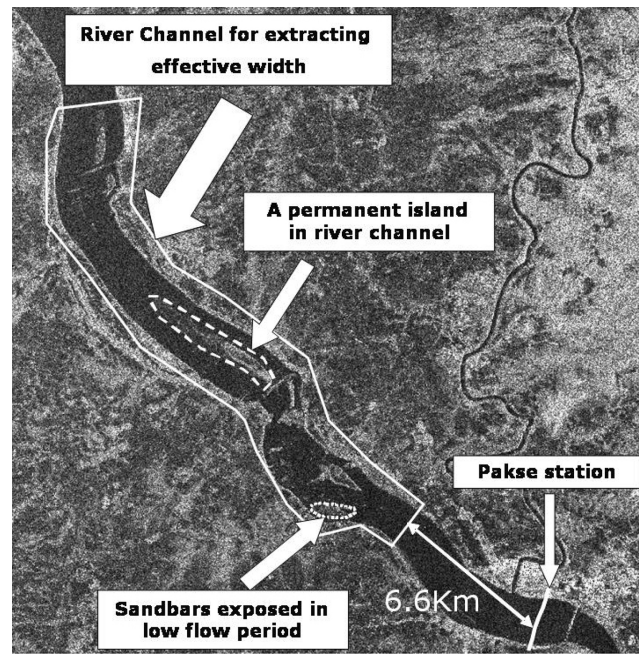 River Channel for extracting
effective width
A permanent island
in river channel
Pakse station
6.6Km
Sandbars exposed in
low flow period